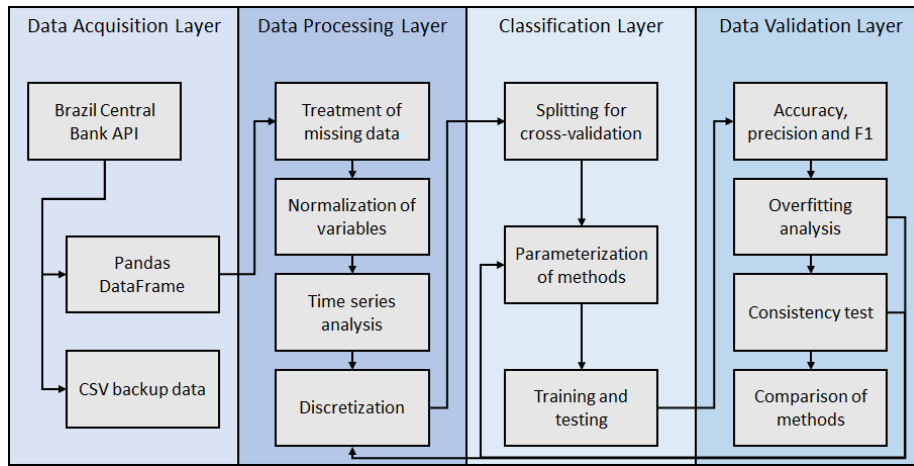 Data Acquisition Layer
Brazil Central
Bank API
Pandas
DataFrame
CSV backup data
Data Processing Layer
Treatment of
missing data
Normalization of
variables
Time series
analysis
Discretization
Classification Layer
Splitting for
cross-validation
Parameterization
of methods
Training and
testing
Data Validation Layer
Accuracy,
precision and F1
Overfitting
analysis
Consistency test
Comparison of
methods